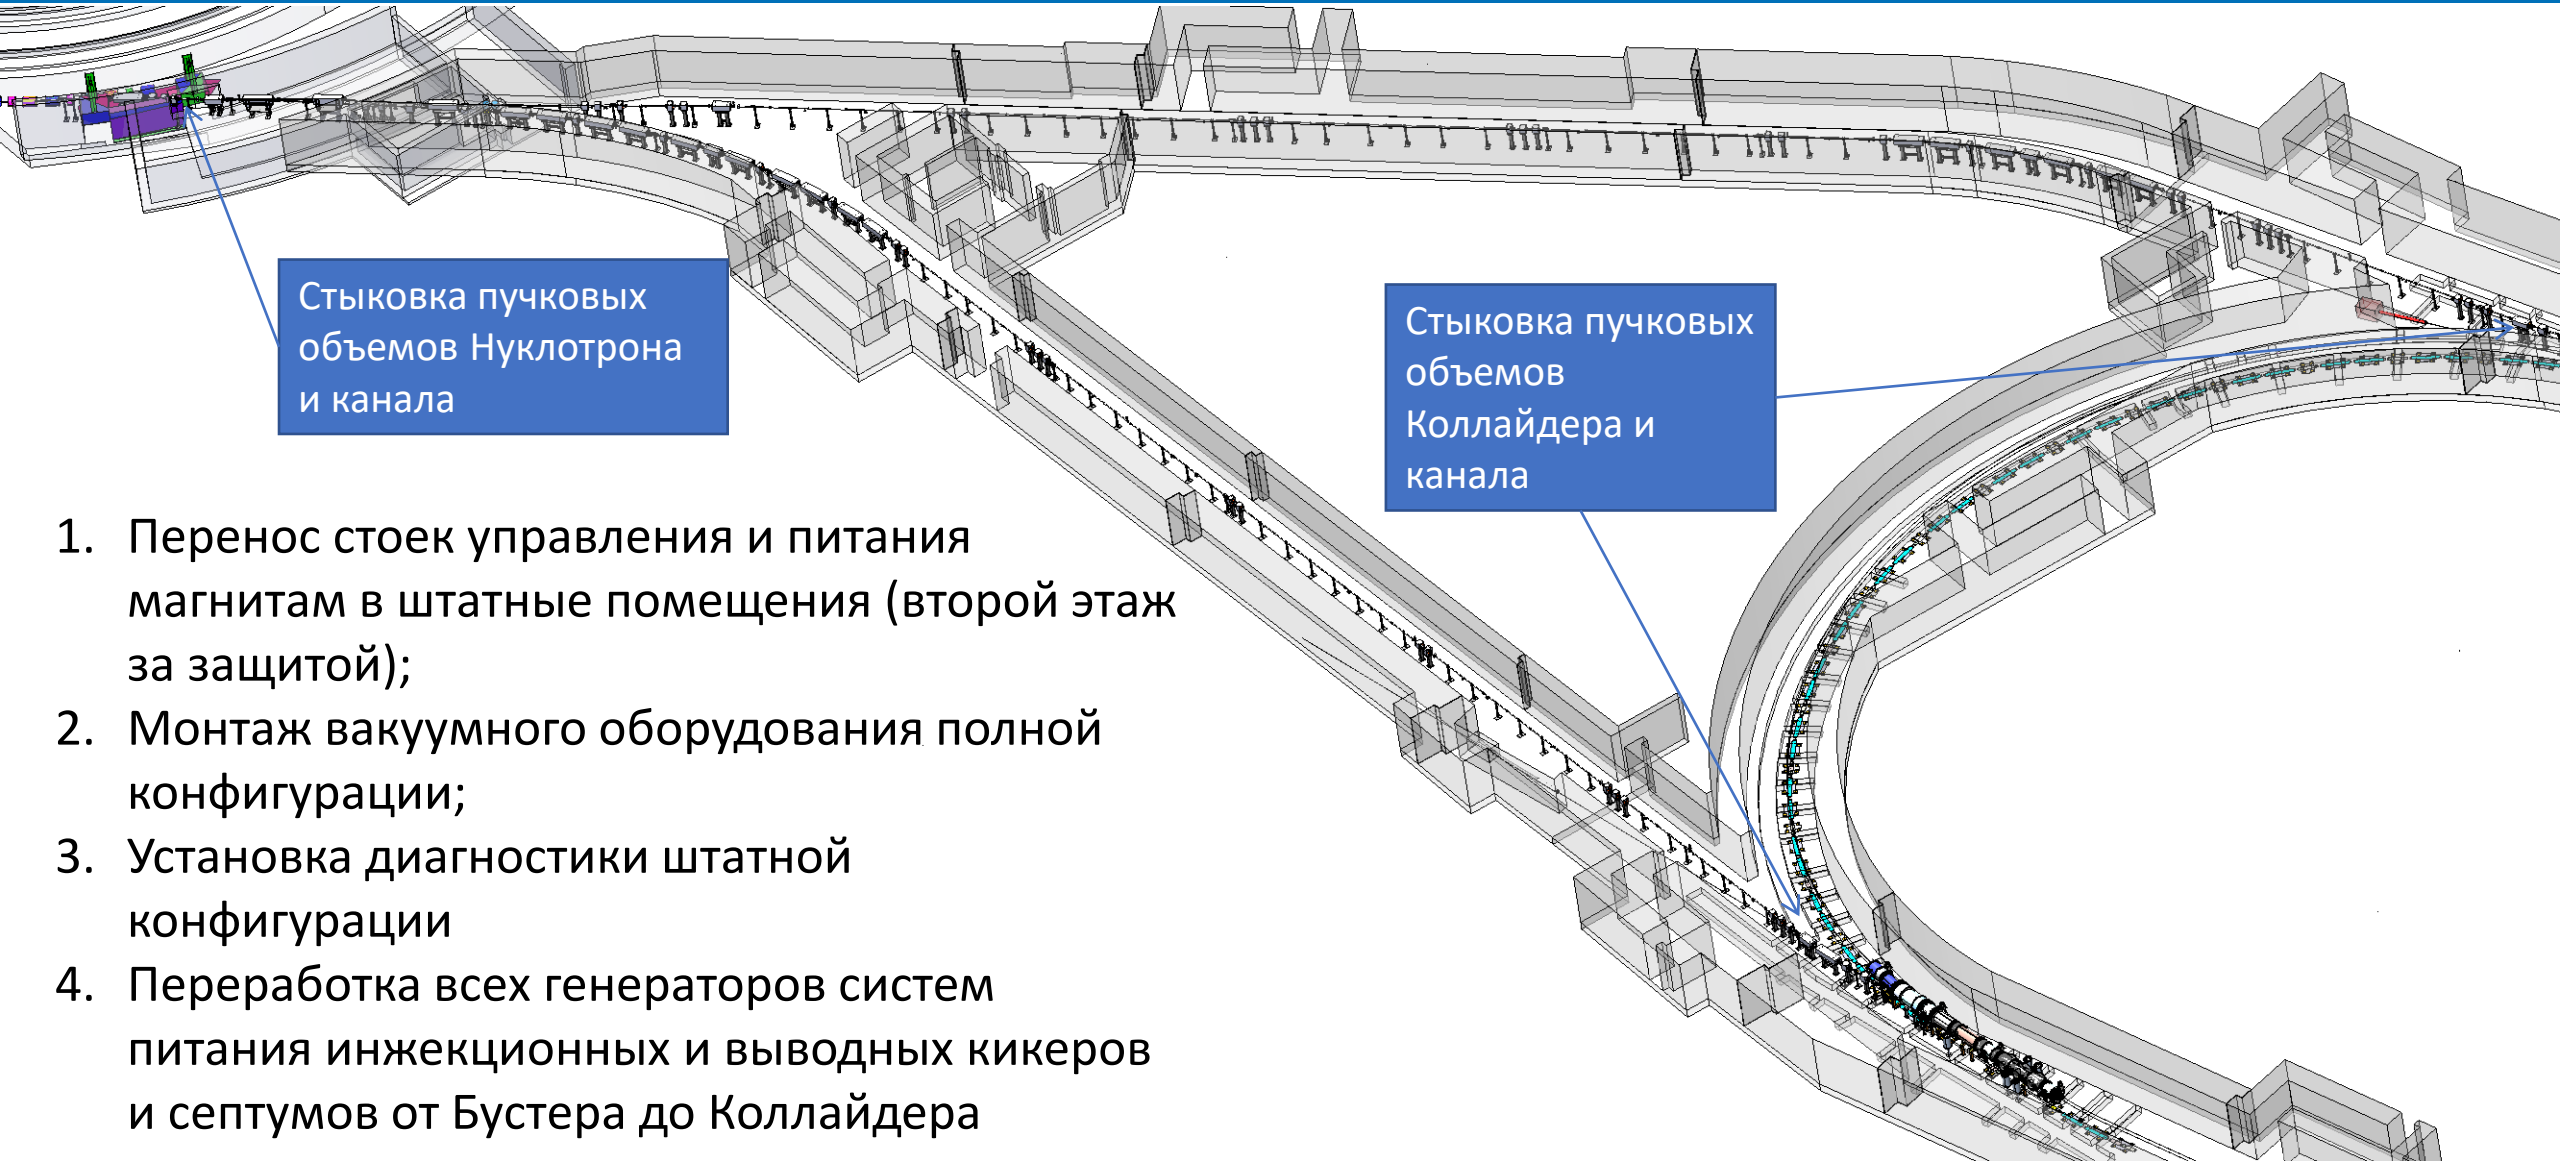 Стыковка пучковых
объемов Нуклотрона
и канала
Стыковка пучковых
объемов
Коллайдера и
канала
1. Перенос стоек управления и питания
магнитам в штатные помещения (второй этаж
за защитой);
2. Монтаж вакуумного оборудования полной
конфигурации;
3. Установка диагностики штатной
конфигурации
4. Переработка всех генераторов систем
питания инжекционных и выводных кикеров
и септумов от Бустера до Коллайдера